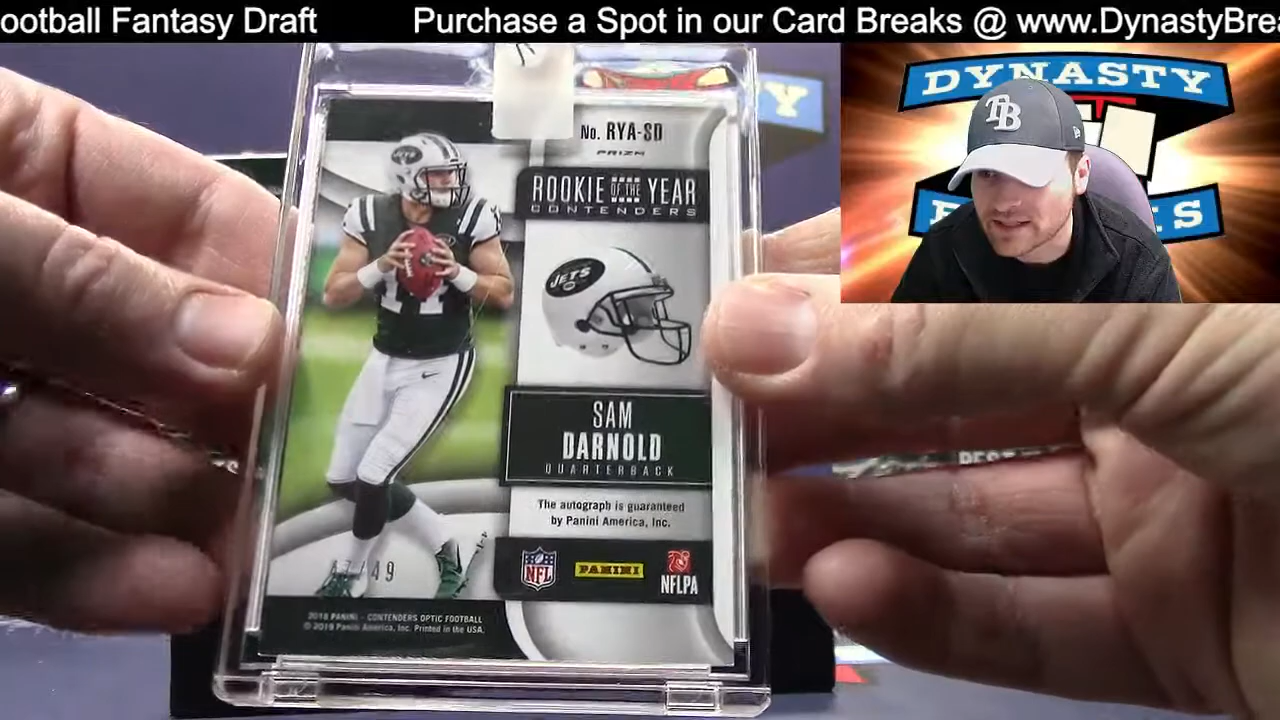 ootball Fantasy Draft Purchase a Spot in our Card Breaks @ www.DynastyBrea
DYNASTY
TB
No. RYA-SD
PRIZM
ROOKIE OF THE YEAR
CONTENDERS
JETS
JETS
SAM
DARNOLD
QUARTERBACK
The autograph is guaranteed
by Panini America, Inc.
NFL
PANINI
NFLPA
/49
2018 PANINI - CONTENDERS OPTIC FOOTBALL
© 2019 Panini America, Inc. Printed in the USA.